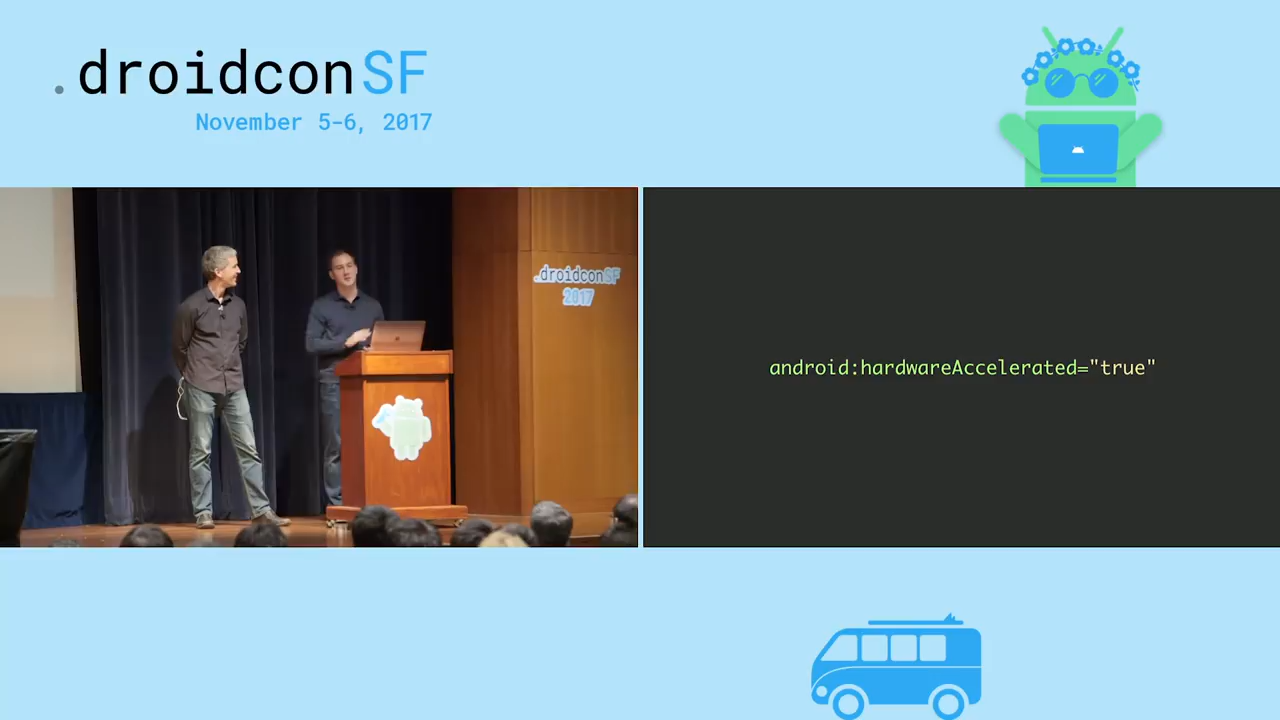 .droidconSF
November 5-6, 2017
.droidconSF
2017
android:hardwareAccelerated="true"